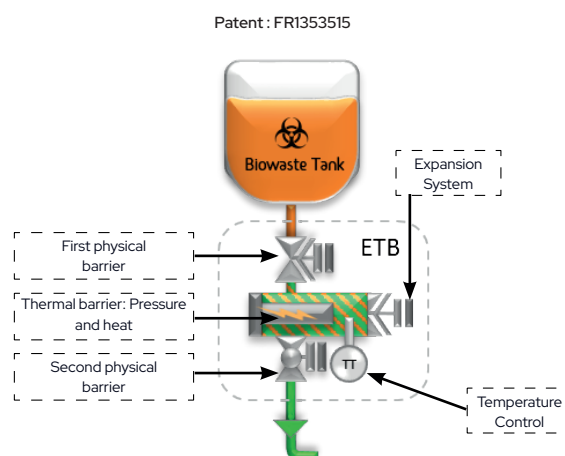 Patent : FR1353515
Biowaste Tank
Expansion
System
ETB
First physical
barrier
Thermal barrier: Pressure
and heat
Second physical
barrier
TT
Temperature
Control